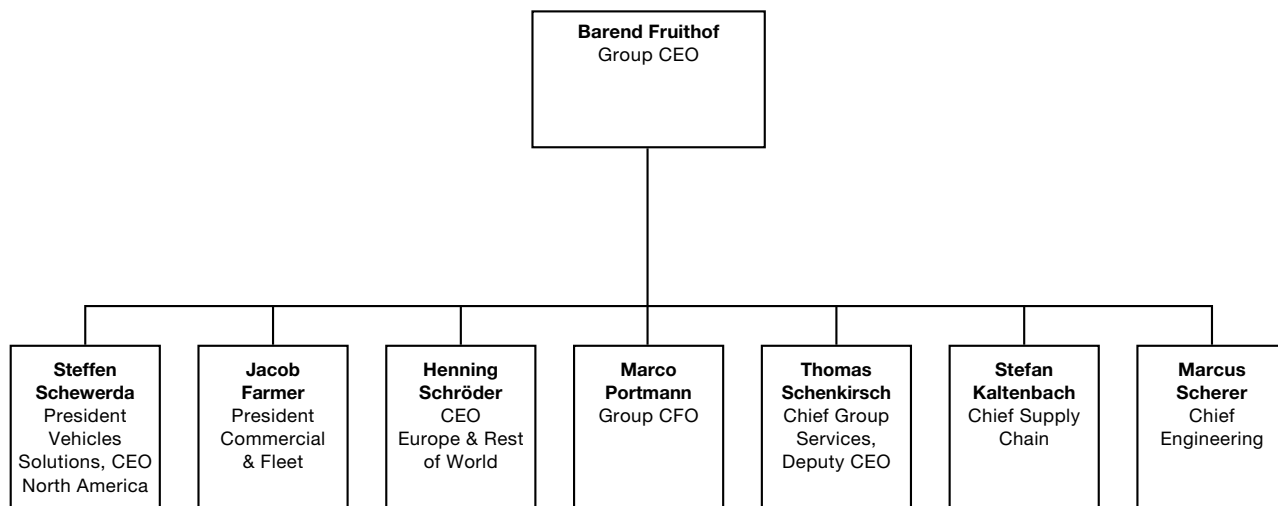 Barend Fruithof
Group CEO
Steffen
Schewerda
President
Vehicles
Solutions, CEO
North America
Jacob
Farmer
President
Commercial
& Fleet
Henning
Schröder
CEO
Europe & Rest
of World
Marco
Portmann
Group CFO
Thomas
Schenkirsch
Chief Group
Services,
Deputy CEO
Stefan
Kaltenbach
Chief Supply
Chain
Marcus
Scherer
Chief
Engineering